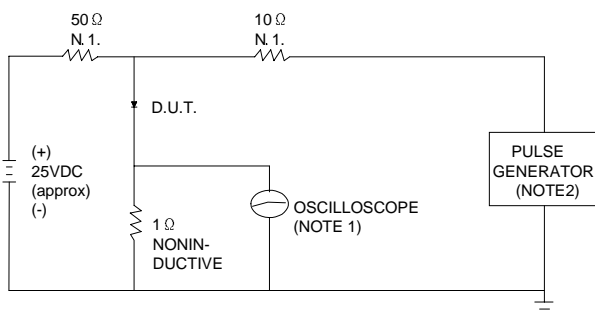 50 Ω
N. 1.
10 Ω
N. 1.
D.U.T.
(+)
25VDC
(approx)
(-)
1 Ω
NONIN-
DUCTIVE
OSCILLOSCOPE
(NOTE 1)
PULSE
GENERATOR
(NOTE2)